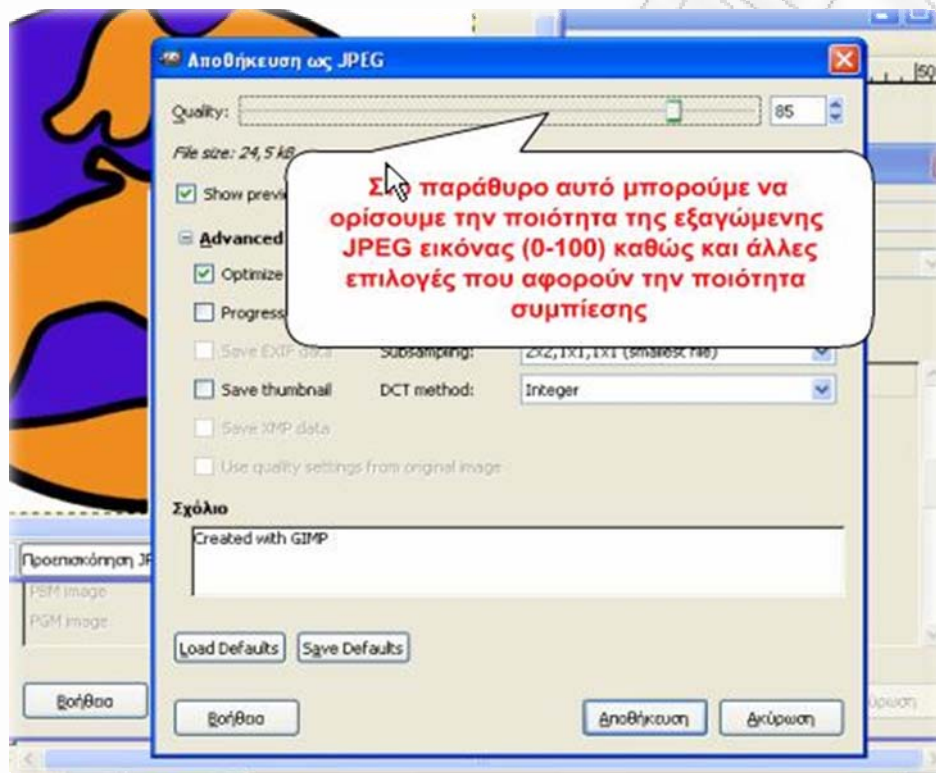 Αποθήκευση ως JPEG
Quality: 85
File size: 24,5 kB
Show previ
Στο παράθυρο αυτό μπορούμε να
ορίσουμε την ποιότητα της εξαγώμενης
JPEG εικόνας (0-100) καθώς και άλλες
επιλογές που αφορούν την ποιότητα
συμπίεσης
Advanced
Optimize
Progress
Save EXIF data Subsampling: 2x2,1x1,1x1 (smallest file)
Save thumbnail DCT method: Integer
Save XMP data
Use quality settings from original image
Σχόλιο
Created with GIMP
Προεπισκόπηση JP
PBM image
PGM image
Load Defaults Save Defaults
Βοήθεια
Βοήθεια Αποθήκευση Ακύρωση